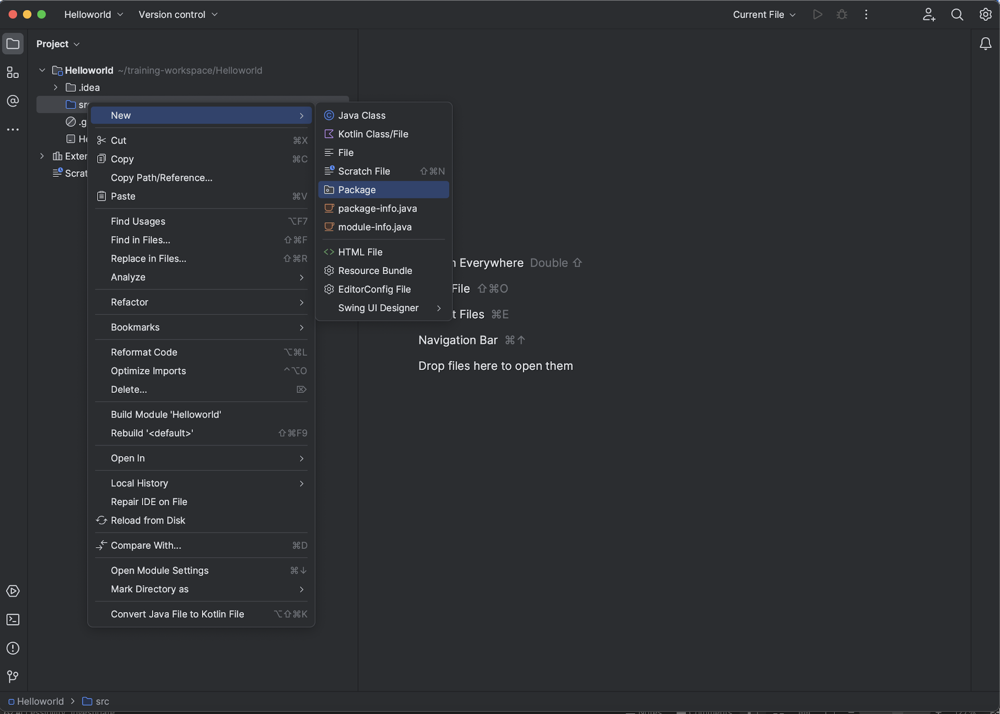 Helloworld Version control Current File
Project
Helloworld ~/training-workspace/Helloworld
.idea
src
.g
He
Exter
Scrat
New
Cut ⌘X
Copy ⌘C
Copy Path/Reference...
Paste ⌘V
Find Usages ⌥F7
Find in Files... ⇧⌘F
Replace in Files... ⇧⌘R
Analyze
Refactor
Bookmarks
Reformat Code ⌥⌘L
Optimize Imports ^⌥O
Delete... ⌦
Build Module 'Helloworld'
Rebuild '<default>' ⇧⌘F9
Open In
Local History
Repair IDE on File
Reload from Disk
Compare With... ⌘D
Open Module Settings ⌘↓
Mark Directory as
Convert Java File to Kotlin File ⌥⇧⌘K
Java Class
Kotlin Class/File
File
Scratch File ⇧⌘N
Package
package-info.java
module-info.java
HTML File
Resource Bundle
EditorConfig File
Swing UI Designer
Everywhere Double ⇧
File ⇧⌘O
t Files ⌘E
Navigation Bar ⌘↑
Drop files here to open them
Helloworld > src